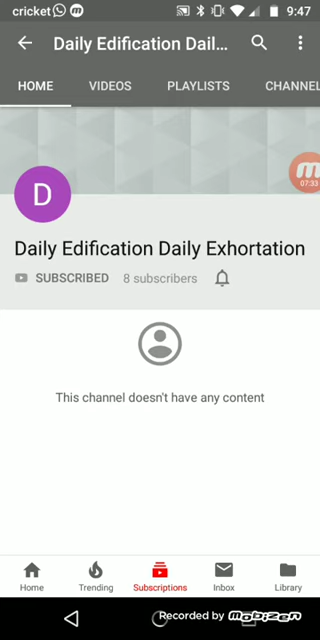 cricket 9:47
Daily Edification Dail...
HOME VIDEOS PLAYLISTS CHANNEL
07:33
D
Daily Edification Daily Exhortation
SUBSCRIBED 8 subscribers
This channel doesn't have any content
Home Trending Subscriptions Inbox Library
Recorded by mobizen